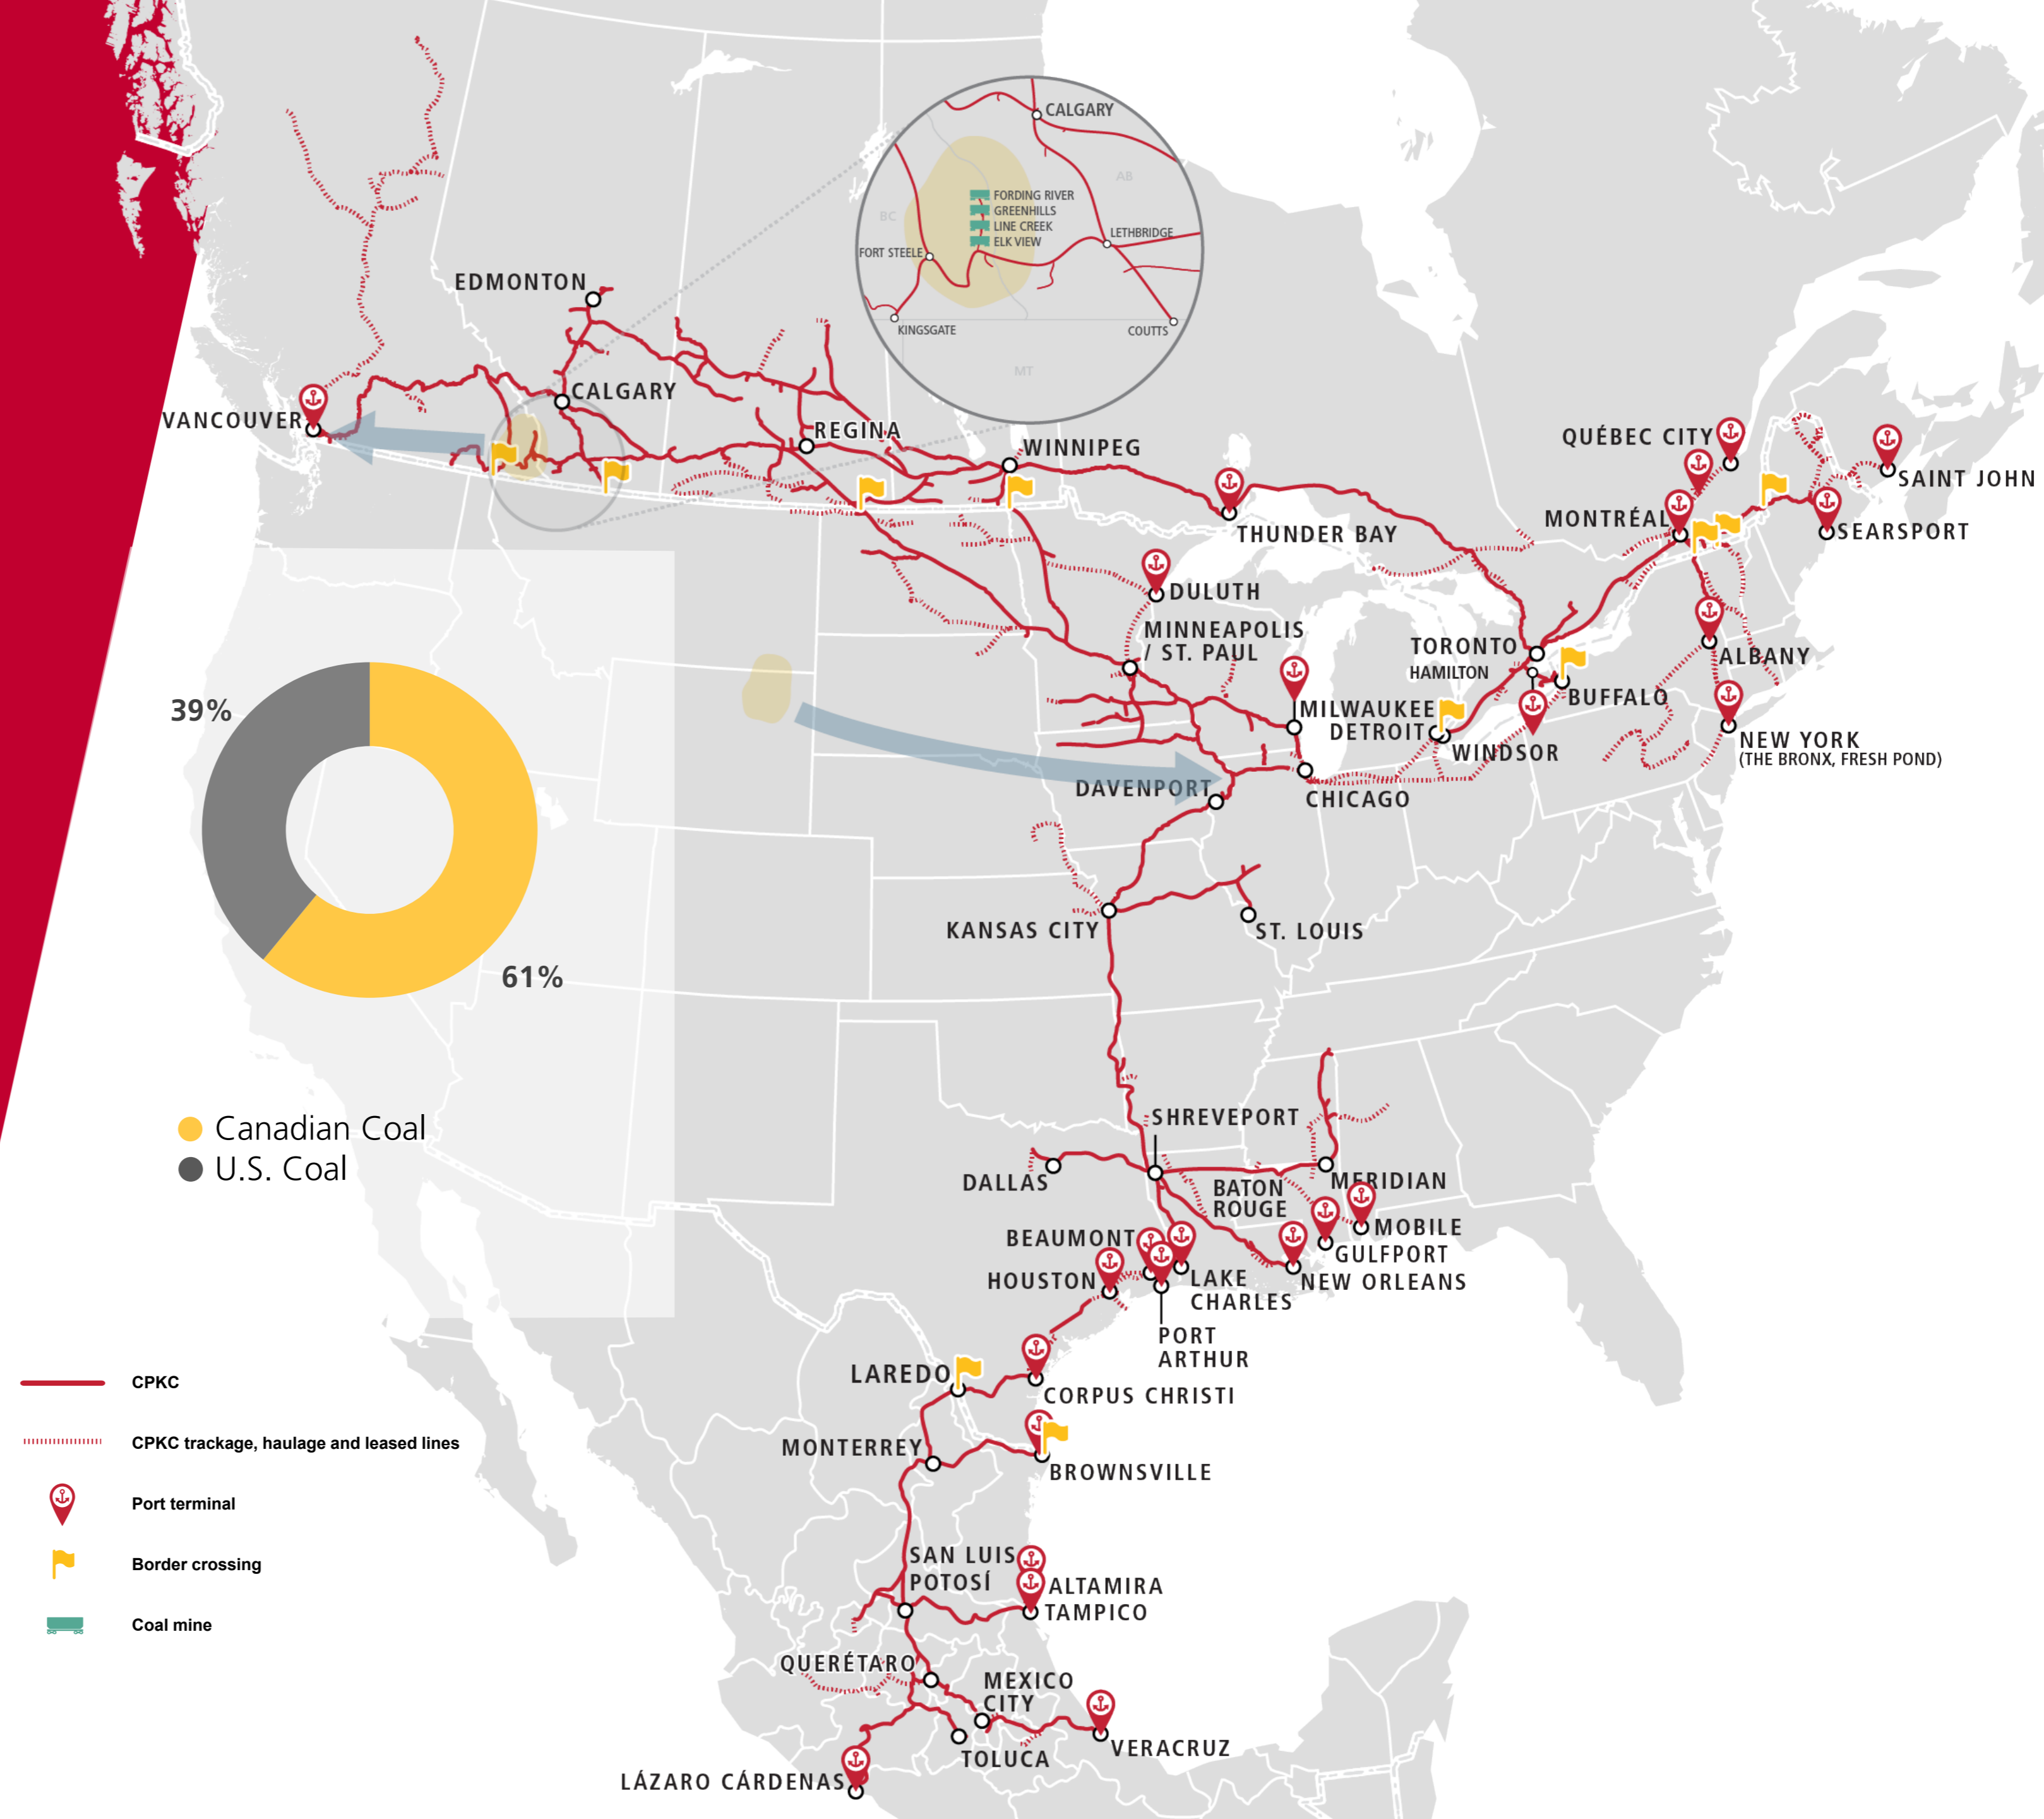 CALGARY
AB
FORDING RIVER
GREENHILLS
LINE CREEK
ELK VIEW
BC
LETHBRIDGE
FORT STEELE
KINGSGATE
COUTTS
MT
EDMONTON
CALGARY
VANCOUVER
REGINA
WINNIPEG
THUNDER BAY
QUÉBEC CITY
SAINT JOHN
MONTRÉAL
SEARSPORT
DULUTH
MINNEAPOLIS
/ ST. PAUL
TORONTO
HAMILTON
ALBANY
BUFFALO
MILWAUKEE
DETROIT
WINDSOR
NEW YORK
(THE BRONX, FRESH POND)
DAVENPORT
CHICAGO
KANSAS CITY
ST. LOUIS
39%
61%
Canadian Coal
U.S. Coal
SHREVEPORT
DALLAS
MERIDIAN
BATON
ROUGE
MOBILE
BEAUMONT
GULFPORT
HOUSTON
LAKE
CHARLES
NEW ORLEANS
PORT
ARTHUR
LAREDO
CORPUS CHRISTI
MONTERREY
BROWNSVILLE
SAN LUIS
POTOSÍ
ALTAMIRA
TAMPICO
QUERÉTARO
MEXICO
CITY
TOLUCA
VERACRUZ
LÁZARO CÁRDENAS
CPKC
CPKC trackage, haulage and leased lines
Port terminal
Border crossing
Coal mine